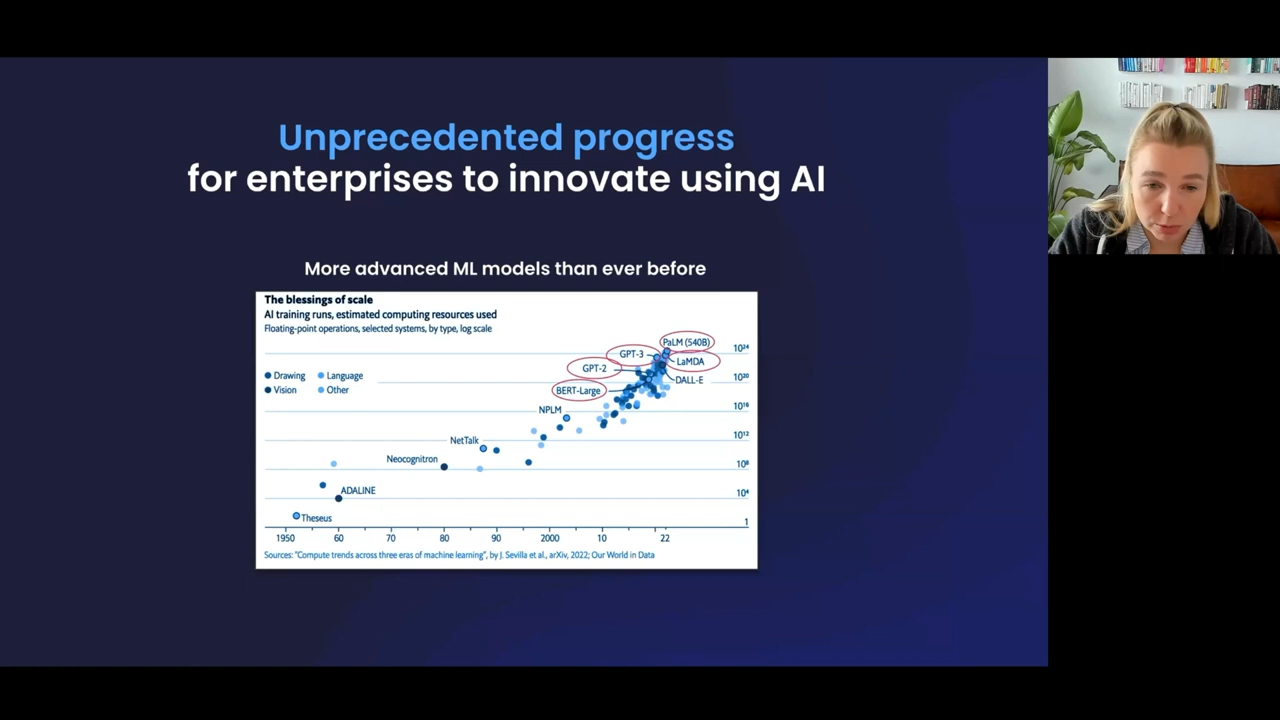 Unprecedented progress
for enterprises to innovate using AI
More advanced ML models than ever before
The blessings of scale
AI training runs, estimated computing resources used
Floating-point operations, selected systems, by type, log scale
Drawing
Language
Vision
Other
PaLM (540B)
GPT-3
LaMDA
GPT-2
DALL-E
BERT-Large
NPLM
NetTalk
Neocognitron
ADALINE
Theseus
10²⁴
10²⁰
10¹⁶
10¹²
10⁸
10⁴
1
1950 60 70 80 90 2000 10 22
Sources: "Compute trends across three eras of machine learning", by J. Sevilla et al., arXiv, 2022; Our World in Data